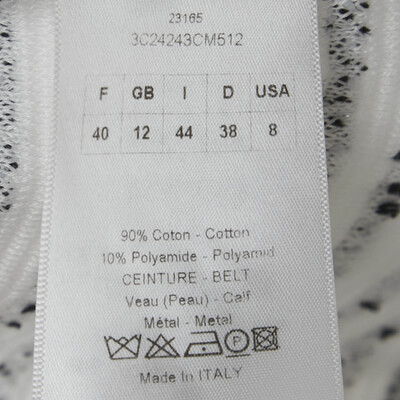 23165
3C24243CM512
F GB I D USA
40 12 44 38 8
90% Coton - Cotton
10% Polyamide - Polyamid
CEINTURE - BELT
Veau (Peau) - Calf
Métal - Metal
P
Made In ITALY